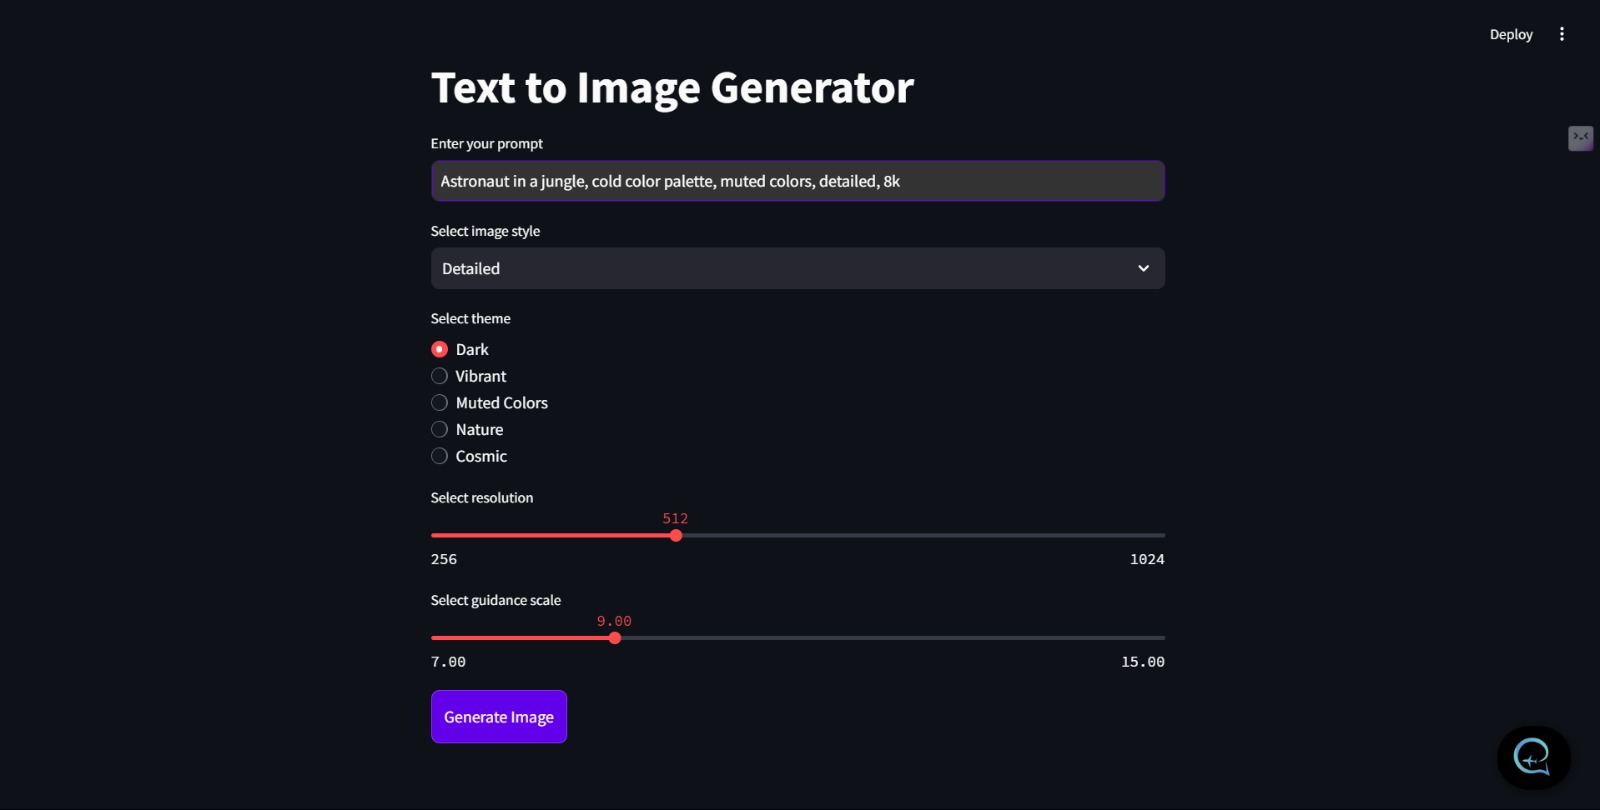 Deploy
Text to Image Generator
Enter your prompt
Astronaut in a jungle, cold color palette, muted colors, detailed, 8k
Select image style
Detailed
Select theme
Dark
Vibrant
Muted Colors
Nature
Cosmic
Select resolution
512
256 1024
Select guidance scale
9.00
7.00 15.00
Generate Image